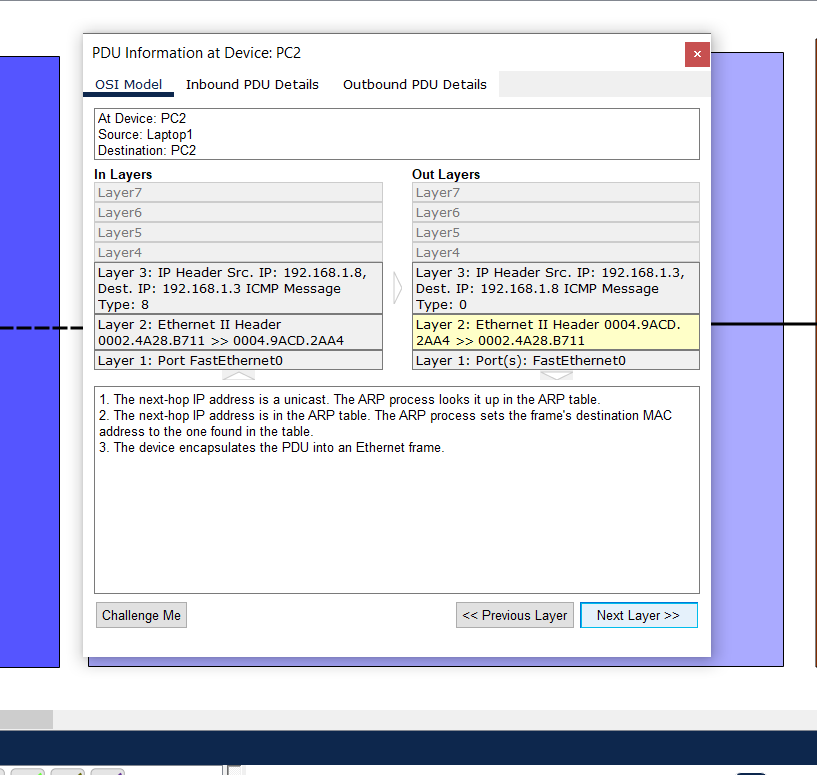 PDU Information at Device: PC2
×
OSI Model Inbound PDU Details Outbound PDU Details
At Device: PC2
Source: Laptop1
Destination: PC2
In Layers
Layer7
Layer6
Layer5
Layer4
Layer 3: IP Header Src. IP: 192.168.1.8,
Dest. IP: 192.168.1.3 ICMP Message
Type: 8
Layer 2: Ethernet II Header
0002.4A28.B711 >> 0004.9ACD.2AA4
Layer 1: Port FastEthernet0
Out Layers
Layer7
Layer6
Layer5
Layer4
Layer 3: IP Header Src. IP: 192.168.1.3,
Dest. IP: 192.168.1.8 ICMP Message
Type: 0
Layer 2: Ethernet II Header 0004.9ACD.
2AA4 >> 0002.4A28.B711
Layer 1: Port(s): FastEthernet0
1. The next-hop IP address is a unicast. The ARP process looks it up in the ARP table.
2. The next-hop IP address is in the ARP table. The ARP process sets the frame's destination MAC
address to the one found in the table.
3. The device encapsulates the PDU into an Ethernet frame.
Challenge Me << Previous Layer Next Layer >>